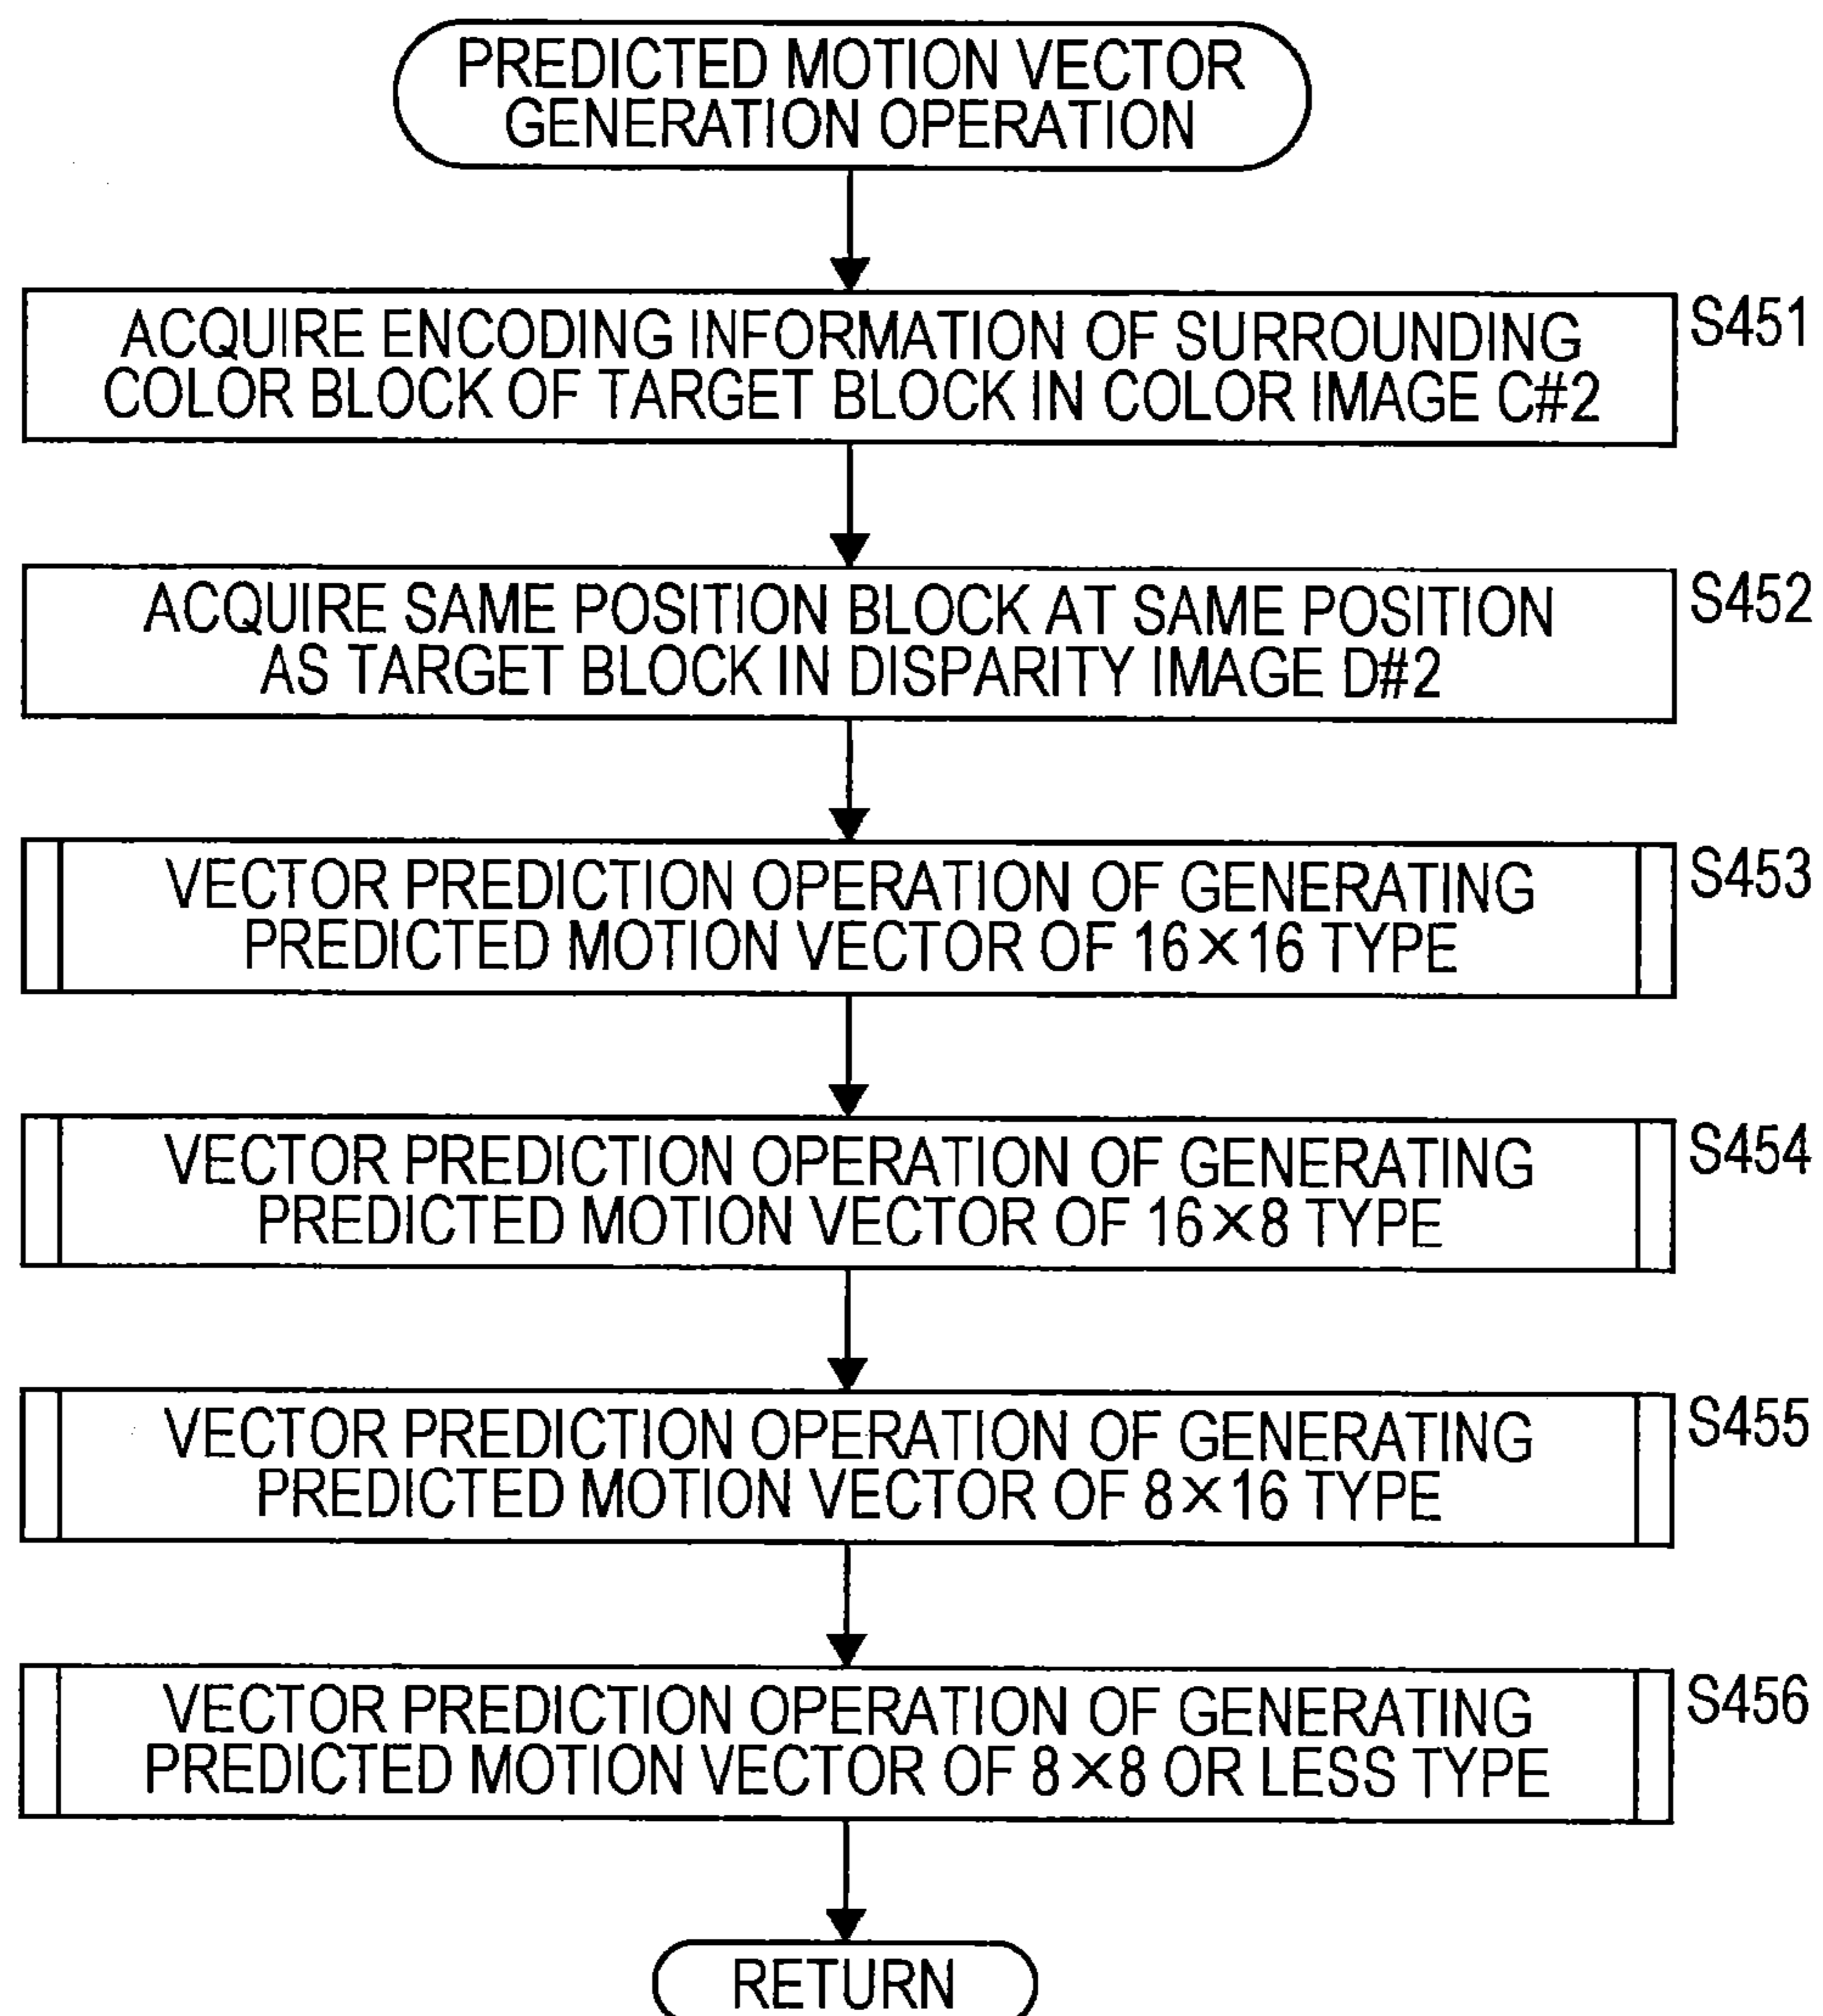 PREDICTED MOTION VECTOR
GENERATION OPERATION
ACQUIRE ENCODING INFORMATION OF SURROUNDING
COLOR BLOCK OF TARGET BLOCK IN COLOR IMAGE C#2
S451
ACQUIRE SAME POSITION BLOCK AT SAME POSITION
AS TARGET BLOCK IN DISPARITY IMAGE D#2
S452
VECTOR PREDICTION OPERATION OF GENERATING
PREDICTED MOTION VECTOR OF 16×16 TYPE
S453
VECTOR PREDICTION OPERATION OF GENERATING
PREDICTED MOTION VECTOR OF 16×8 TYPE
S454
VECTOR PREDICTION OPERATION OF GENERATING
PREDICTED MOTION VECTOR OF 8×16 TYPE
S455
VECTOR PREDICTION OPERATION OF GENERATING
PREDICTED MOTION VECTOR OF 8×8 OR LESS TYPE
S456
RETURN